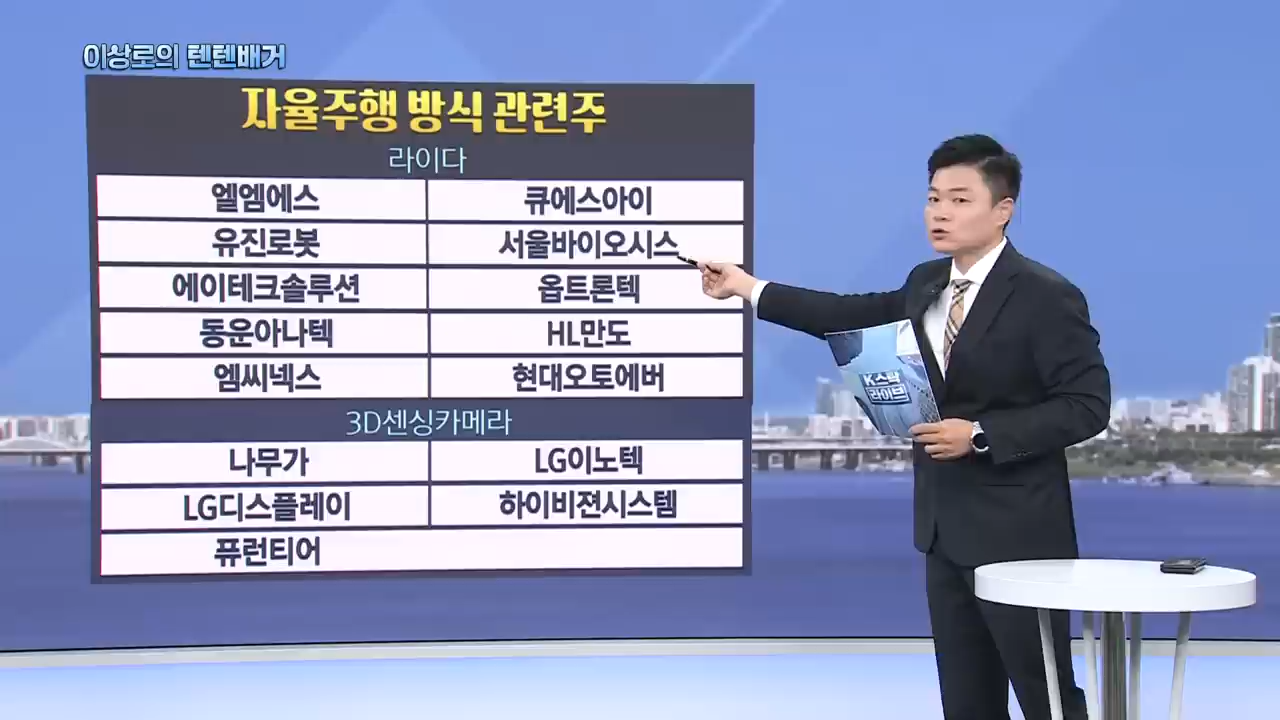 이상로의 텐텐배거
자율주행 방식 관련주
라이다
엘엠에스 큐에스아이
유진로봇 서울바이오시스
에이테크솔루션 옵트론텍
동운아나텍 HL만도
엠씨넥스 현대오토에버
3D센싱카메라
나무가 LG이노텍
LG디스플레이 하이비젼시스템
퓨런티어
K스탁
라이브